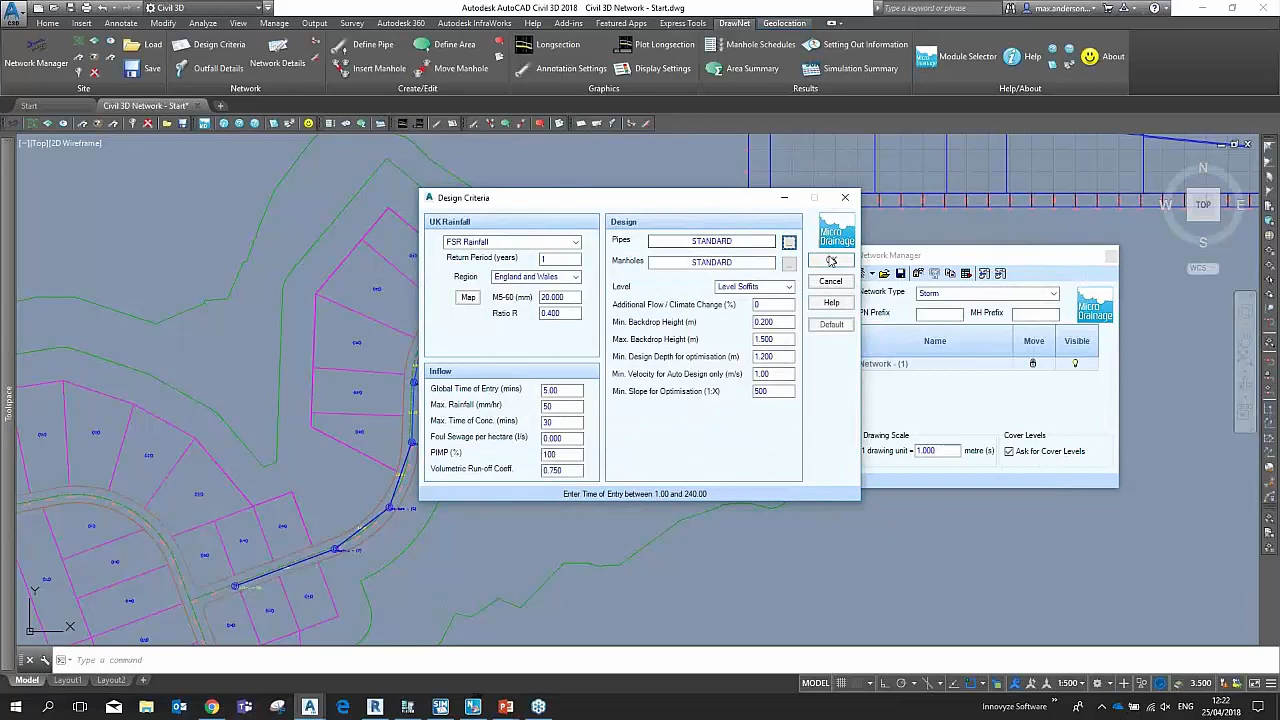 Civil 3D
Autodesk AutoCAD Civil 3D 2018 Civil 3D Network - Start.dwg
Type a keyword or phrase
max.anderson...
Home Insert Annotate Modify Analyze View Manage Output Survey Autodesk 360 Autodesk InfraWorks Help Add-ins Featured Apps Express Tools DrawNet Geolocation
Network Manager
Load
Save
Site
Design Criteria
Outfall Details
Network Details
Network
Define Pipe
Define Area
Insert Manhole
Move Manhole
Create/Edit
Longsection
Plot Longsection
Annotation Settings
Display Settings
Graphics
Manhole Schedules
Setting Out Information
Area Summary
Simulation Summary
Results
Module Selector
Help
About
Help/About
Start
Civil 3D Network - Start*
[−][Top][2D Wireframe]
N
W
TOP
E
S
WCS
Toolspace
Design Criteria
UK Rainfall
FSR Rainfall
Return Period (years) 1
Region England and Wales
Map M5-60 (mm) 20.000
Ratio R 0.400
Inflow
Global Time of Entry (mins) 5.00
Max. Rainfall (mm/hr) 50
Max. Time of Conc. (mins) 30
Foul Sewage per hectare (l/s) 0.000
PIMP (%) 100
Volumetric Run-off Coeff. 0.750
Design
Pipes STANDARD ...
Manholes STANDARD ...
Level Level Soffits
Additional Flow / Climate Change (%) 0
Min. Backdrop Height (m) 0.200
Max. Backdrop Height (m) 1.500
Min. Design Depth for optimisation (m) 1.200
Min. Velocity for Auto Design only (m/s) 1.00
Min. Slope for Optimisation (1:X) 500
Micro Drainage
Cancel
Help
Default
Enter Time of Entry between 1.00 and 240.00
Network Manager
Network Type Storm
PN Prefix
MH Prefix
Name Move Visible
Network - (1)
Drawing Scale
1 drawing unit = 1.000 metre (s)
Cover Levels
Ask for Cover Levels
Y
X
Type a command
Model Layout1 Layout2 +
MODEL
1:500
3.500
Innovyze Software
ENG
12:22
25/04/2018